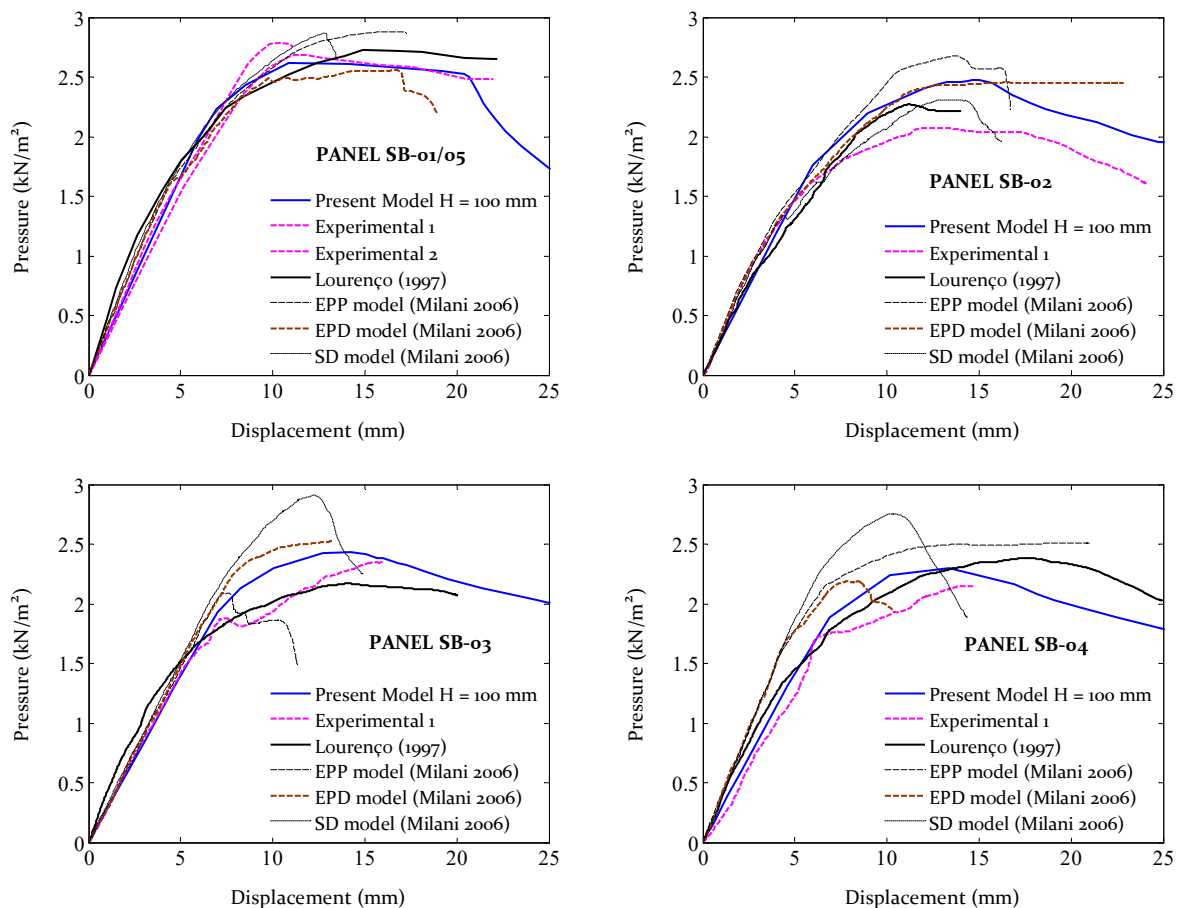 3
2.5
2
1.5
1
0.5
0
0
5
10
15
20
25
Pressure (kN/m²)
Displacement (mm)
PANEL SB-01/05
Present Model H = 100 mm
Experimental 1
Experimental 2
Lourenço (1997)
EPP model (Milani 2006)
EPD model (Milani 2006)
SD model (Milani 2006)
3
2.5
2
1.5
1
0.5
0
0
5
10
15
20
25
Pressure (kN/m²)
Displacement (mm)
PANEL SB-02
Present Model H = 100 mm
Experimental 1
Lourenço (1997)
EPP model (Milani 2006)
EPD model (Milani 2006)
SD model (Milani 2006)
3
2.5
2
1.5
1
0.5
0
0
5
10
15
20
25
Pressure (kN/m²)
Displacement (mm)
PANEL SB-03
Present Model H = 100 mm
Experimental 1
Lourenço (1997)
EPP model (Milani 2006)
EPD model (Milani 2006)
SD model (Milani 2006)
3
2.5
2
1.5
1
0.5
0
0
5
10
15
20
25
Pressure (kN/m²)
Displacement (mm)
PANEL SB-04
Present Model H = 100 mm
Experimental 1
Lourenço (1997)
EPP model (Milani 2006)
EPD model (Milani 2006)
SD model (Milani 2006)